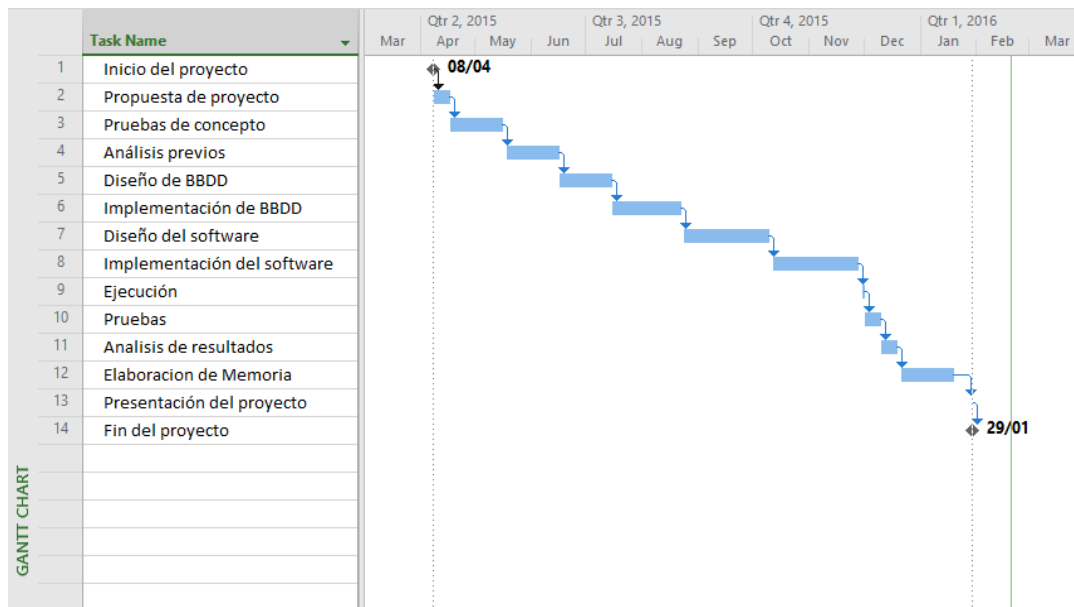 Qtr 2, 2015 Qtr 3, 2015 Qtr 4, 2015 Qtr 1, 2016
Task Name Mar Apr May Jun Jul Aug Sep Oct Nov Dec Jan Feb Mar
1 Inicio del proyecto 08/04
2 Propuesta de proyecto
3 Pruebas de concepto
4 Análisis previos
5 Diseño de BBDD
6 Implementación de BBDD
7 Diseño del software
8 Implementación del software
9 Ejecución
10 Pruebas
11 Analisis de resultados
12 Elaboracion de Memoria
13 Presentación del proyecto
14 Fin del proyecto 29/01
GANTT CHART